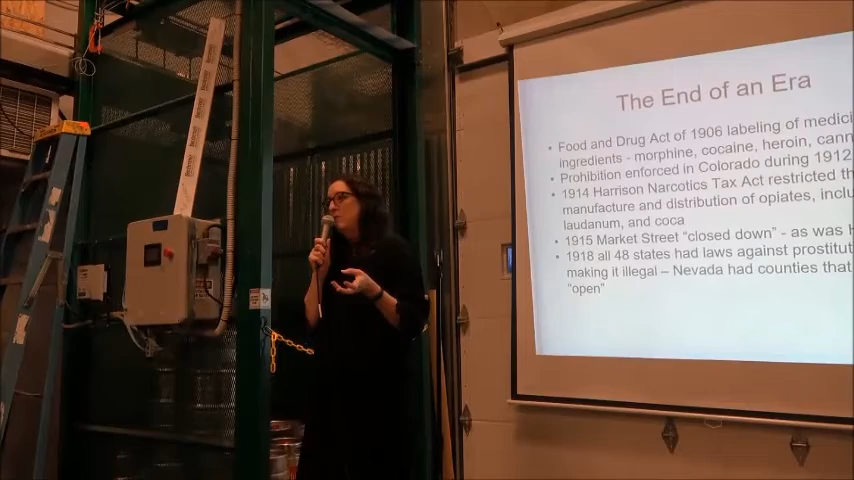 The End of an Era
• Food and Drug Act of 1906 labeling of medic
ingredients - morphine, cocaine, heroin, canna
• Prohibition enforced in Colorado during 1912
• 1914 Harrison Narcotics Tax Act Restricted th
manufacture, and distribution of opiates, inclu
laudanum, and coca
• 1915 Market Street "closed down" - as was
• 1918 all 48 states had laws against Prostitu
making it illegal – Nevada had counties that
"open"